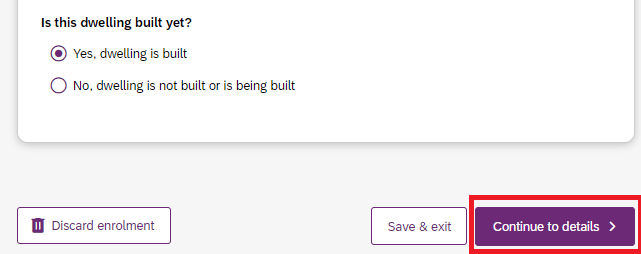 Is this dwelling built yet?
Yes, dwelling is built
No, dwelling is not built or is being built
Discard enrolment
Save & exit
Continue to details